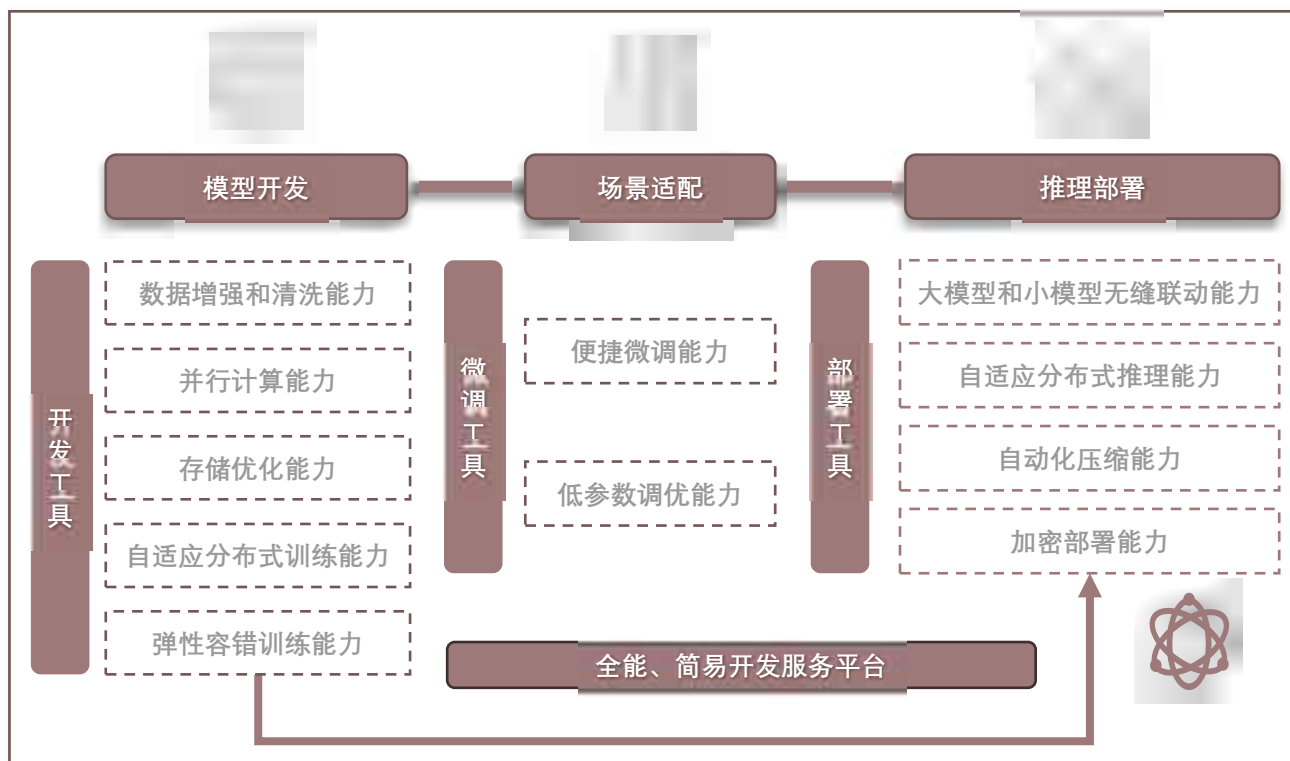 模型开发
场景适配
推理部署
开发工具
数据增强和清洗能力
并行计算能力
存储优化能力
自适应分布式训练能力
弹性容错训练能力
微调工具
便捷微调能力
低参数调优能力
部署工具
大模型和小模型无缝联动能力
自适应分布式推理能力
自动化压缩能力
加密部署能力
全能、简易开发服务平台